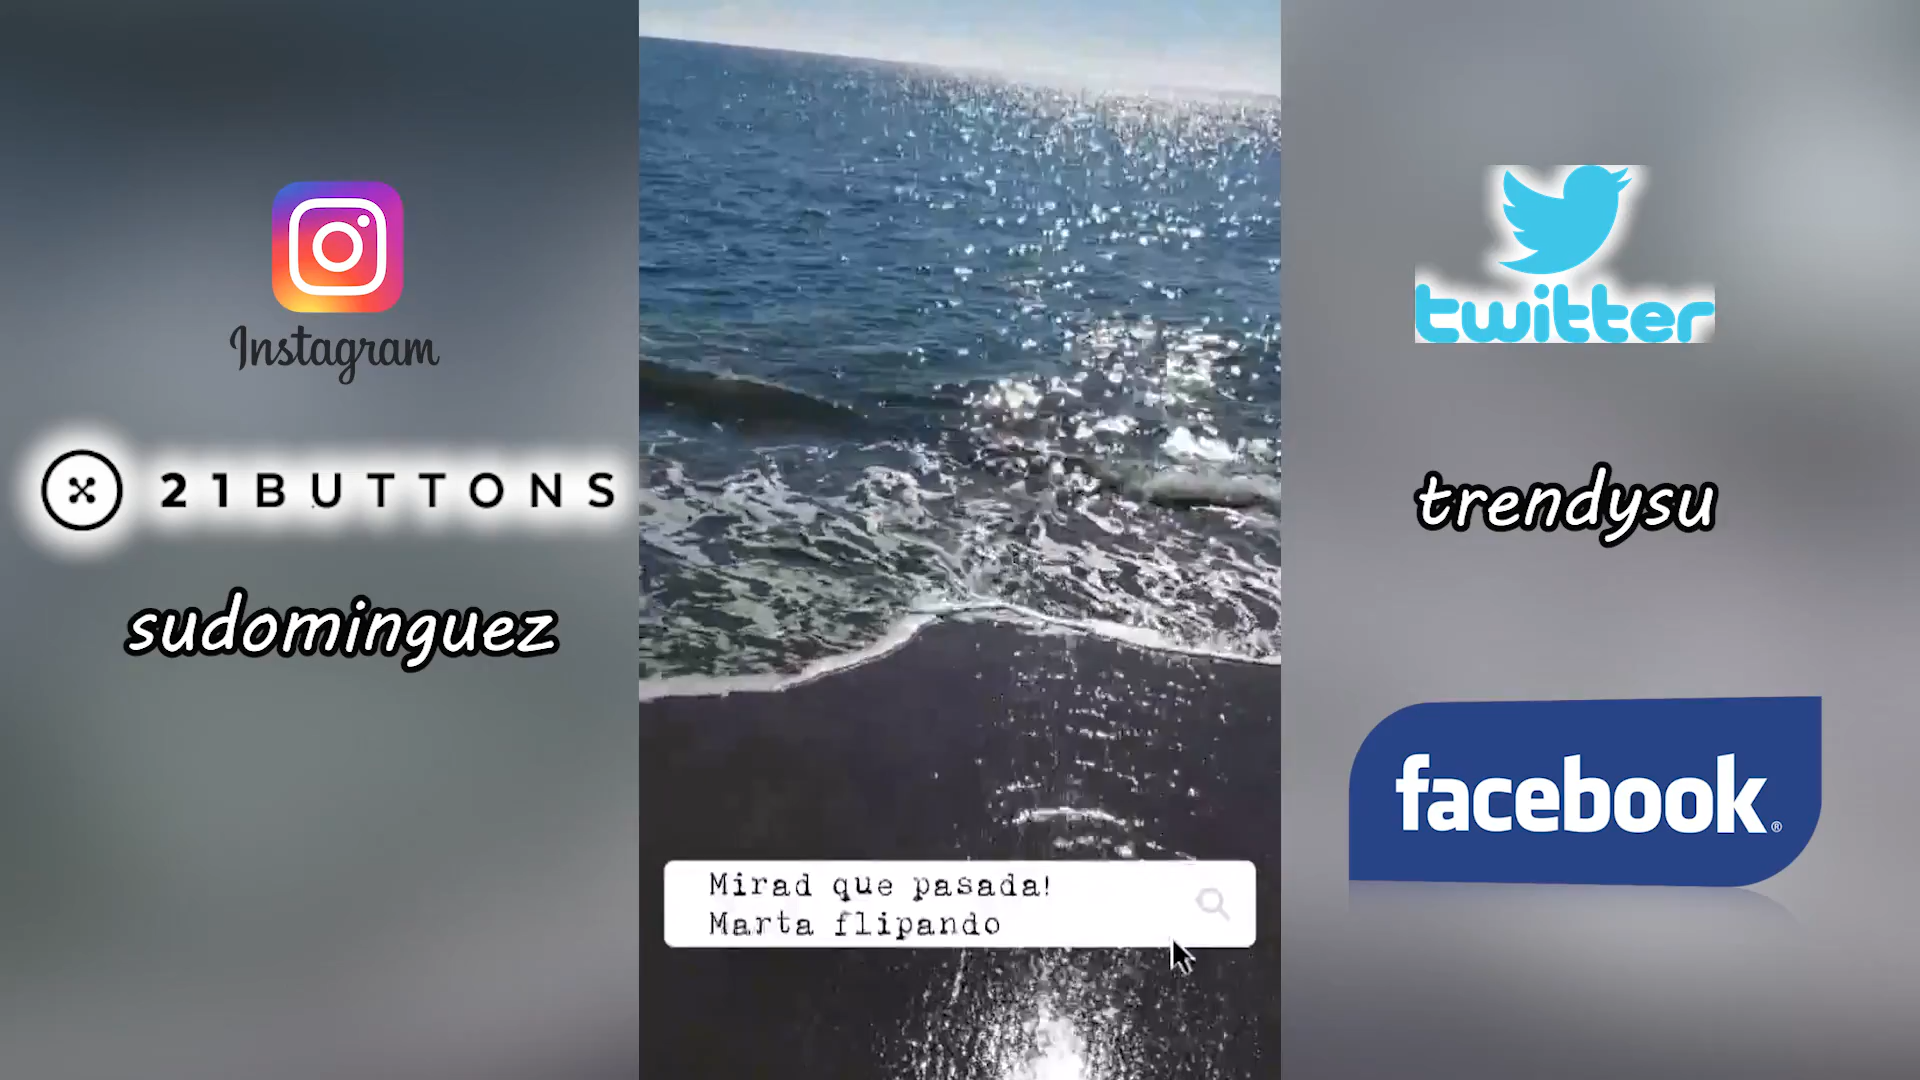 Instagram
21BUTTONS
sudominguez
Mirad que pasada!
Marta flipando
twitter
trendysu
facebook®